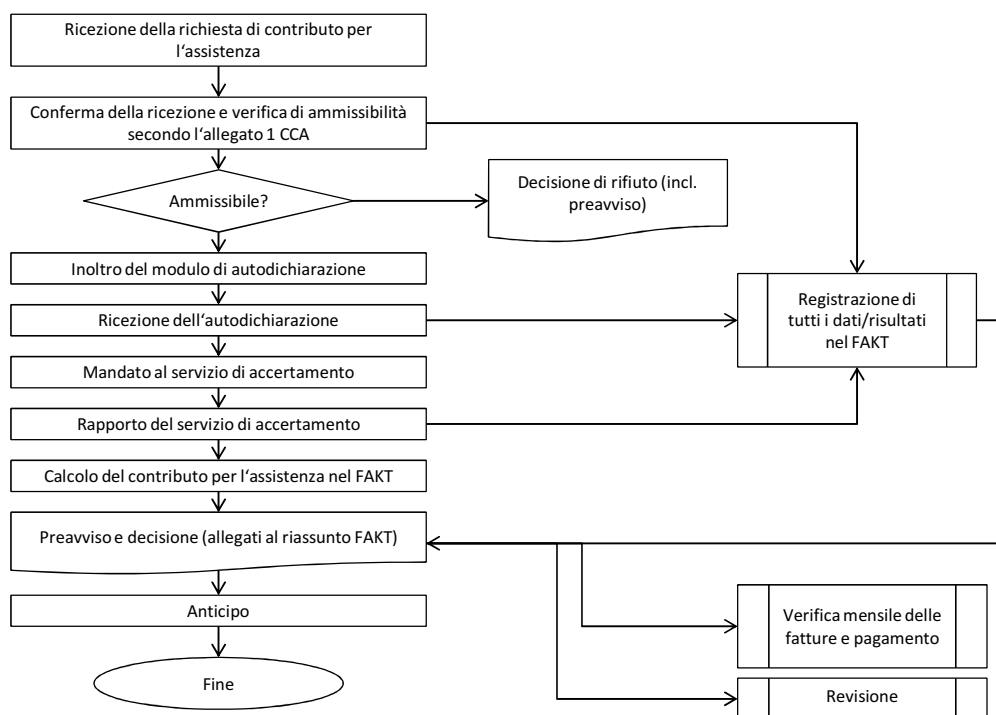 Ricezione della richiesta di contributo per
l‘assistenza
Conferma della ricezione e verifica di ammissibilità
secondo l‘allegato 1 CCA
Ammissibile?
Decisione di rifiuto (incl.
preavviso)
Inoltro del modulo di autodichiarazione
Ricezione dell‘autodichiarazione
Registrazione di
tutti i dati/risultati
nel FAKT
Mandato al servizio di accertamento
Rapporto del servizio di accertamento
Calcolo del contributo per l‘assistenza nel FAKT
Preavviso e decisione (allegati al riassunto FAKT)
Anticipo
Verifica mensile delle
fatture e pagamento
Fine
Revisione